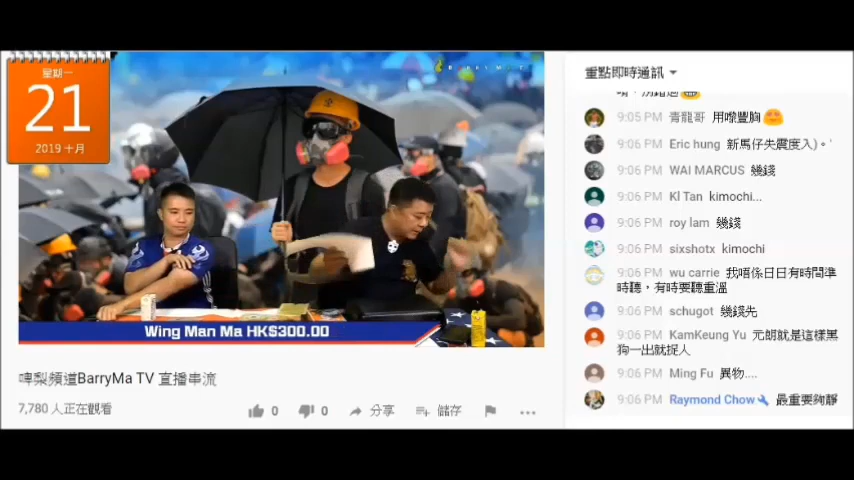 星期一
21
2019 十月
Wing Man Ma HK$300.00
啤梨頻道BarryMa TV 直播串流
7,780 人正在觀看
0
0
分享
儲存
重點即時通訊
9:05 PM 青龍哥 用嚟豐胸
9:06 PM Eric hung 新馬仔失震度入)。'
9:06 PM WAI MARCUS 幾錢
9:06 PM Kl Tan kimochi...
9:06 PM roy lam 幾錢
9:06 PM sixshotx kimochi
9:06 PM wu carrie 我唔係日日有時間準
時聽，有時要聽重溫
9:06 PM schugot 幾錢先
9:06 PM KamKeung Yu 元朗就是這樣黑
狗一出就捉人
9:06 PM Ming Fu 異物....
9:06 PM Raymond Chow 最重要夠靜